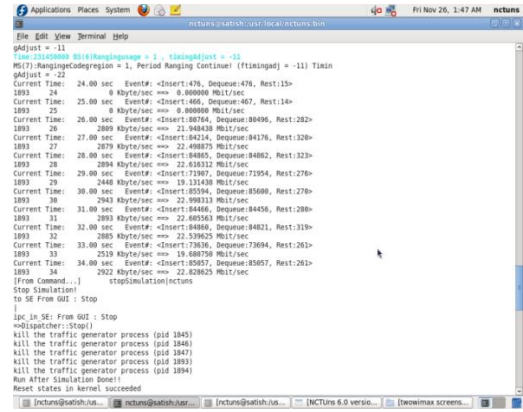 Applications Places System Fri Nov 26, 1:47 AM nctuns
nctuns@satish:/usr/local/nctuns/bin
File Edit View Terminal Help
gAdjust = -11
Time:231450000 BS(6)Rangingusage = 1 , timingAdjust = -11
MS(7):RangingeCodegregion = 1, Period Ranging Continue! (ftimingadj = -11) Timin
gAdjust = -22
Current Time: 24.00 sec Event#: <Insert:476, Dequeue:476, Rest:15>
1893 24 0 Kbyte/sec ==> 0.000000 Mbit/sec
Current Time: 25.00 sec Event#: <Insert:466, Dequeue:467, Rest:14>
1893 25 0 Kbyte/sec ==> 0.000000 Mbit/sec
Current Time: 26.00 sec Event#: <Insert:80764, Dequeue:80496, Rest:282>
1893 26 2809 Kbyte/sec ==> 21.948438 Mbit/sec
Current Time: 27.00 sec Event#: <Insert:84214, Dequeue:84176, Rest:320>
1893 27 2879 Kbyte/sec ==> 22.498875 Mbit/sec
Current Time: 28.00 sec Event#: <Insert:84865, Dequeue:84862, Rest:323>
1893 28 2894 Kbyte/sec ==> 22.616312 Mbit/sec
Current Time: 29.00 sec Event#: <Insert:71907, Dequeue:71954, Rest:276>
1893 29 2448 Kbyte/sec ==> 19.131438 Mbit/sec
Current Time: 30.00 sec Event#: <Insert:85594, Dequeue:85600, Rest:270>
1893 30 2943 Kbyte/sec ==> 22.998313 Mbit/sec
Current Time: 31.00 sec Event#: <Insert:84466, Dequeue:84456, Rest:280>
1893 31 2893 Kbyte/sec ==> 22.605563 Mbit/sec
Current Time: 32.00 sec Event#: <Insert:84860, Dequeue:84821, Rest:319>
1893 32 2885 Kbyte/sec ==> 22.539625 Mbit/sec
Current Time: 33.00 sec Event#: <Insert:73636, Dequeue:73694, Rest:261>
1893 33 2519 Kbyte/sec ==> 19.680750 Mbit/sec
Current Time: 34.00 sec Event#: <Insert:85057, Dequeue:85057, Rest:261>
1893 34 2922 Kbyte/sec ==> 22.828625 Mbit/sec
[From Command...] stopSimulation|nctuns
Stop Simulation!
to SE From GUI : Stop
|
ipc_in_SE: From GUI : Stop
=>Dispatcher::Stop()
kill the traffic generator process (pid 1845)
kill the traffic generator process (pid 1846)
kill the traffic generator process (pid 1847)
kill the traffic generator process (pid 1893)
kill the traffic generator process (pid 1894)
Run After Simulation Done!!
Reset states in kernel succeeded
[nctuns@satish:/us... nctuns@satish:/usr... [nctuns@satish:/us... [NCTUns 6.0 versio... [twowimax screens...